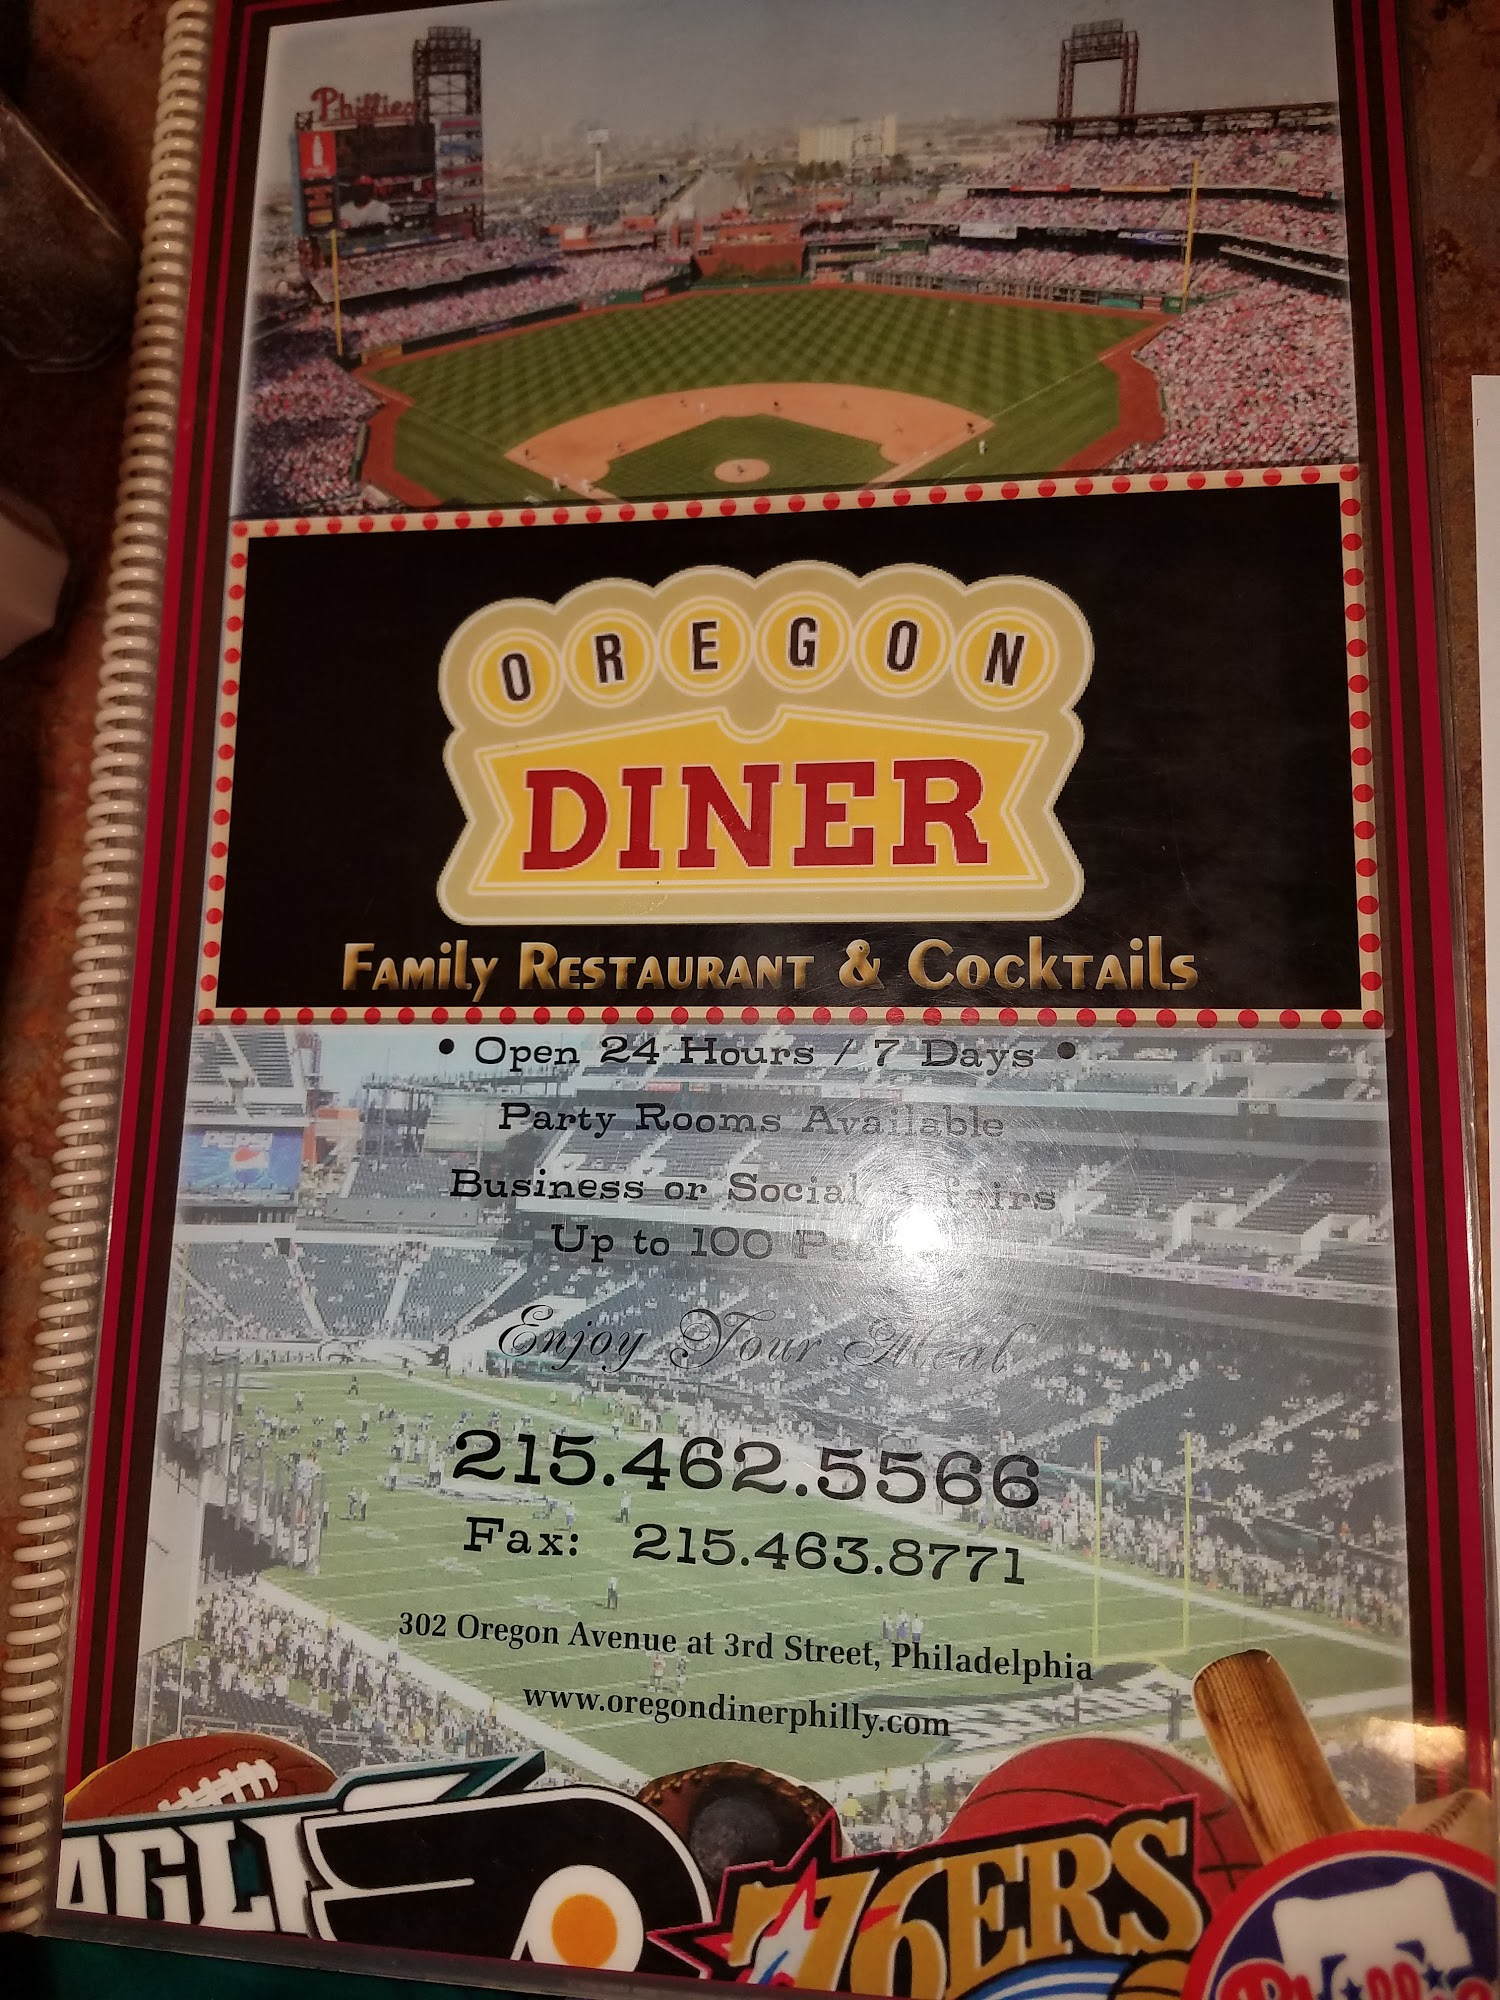 Phillies
OREGON
DINER
Family Restaurant & Cocktails
• Open 24 Hours / 7 Days •
Party Rooms Available
PEPSI
Business or Social
Up to 100
Enjoy Your Meal
215.462.5566
Fax: 215.463.8771
302 Oregon Avenue at 3rd Street, Philadelphia
www.oregondinerphilly.com
76ERS
Phillies